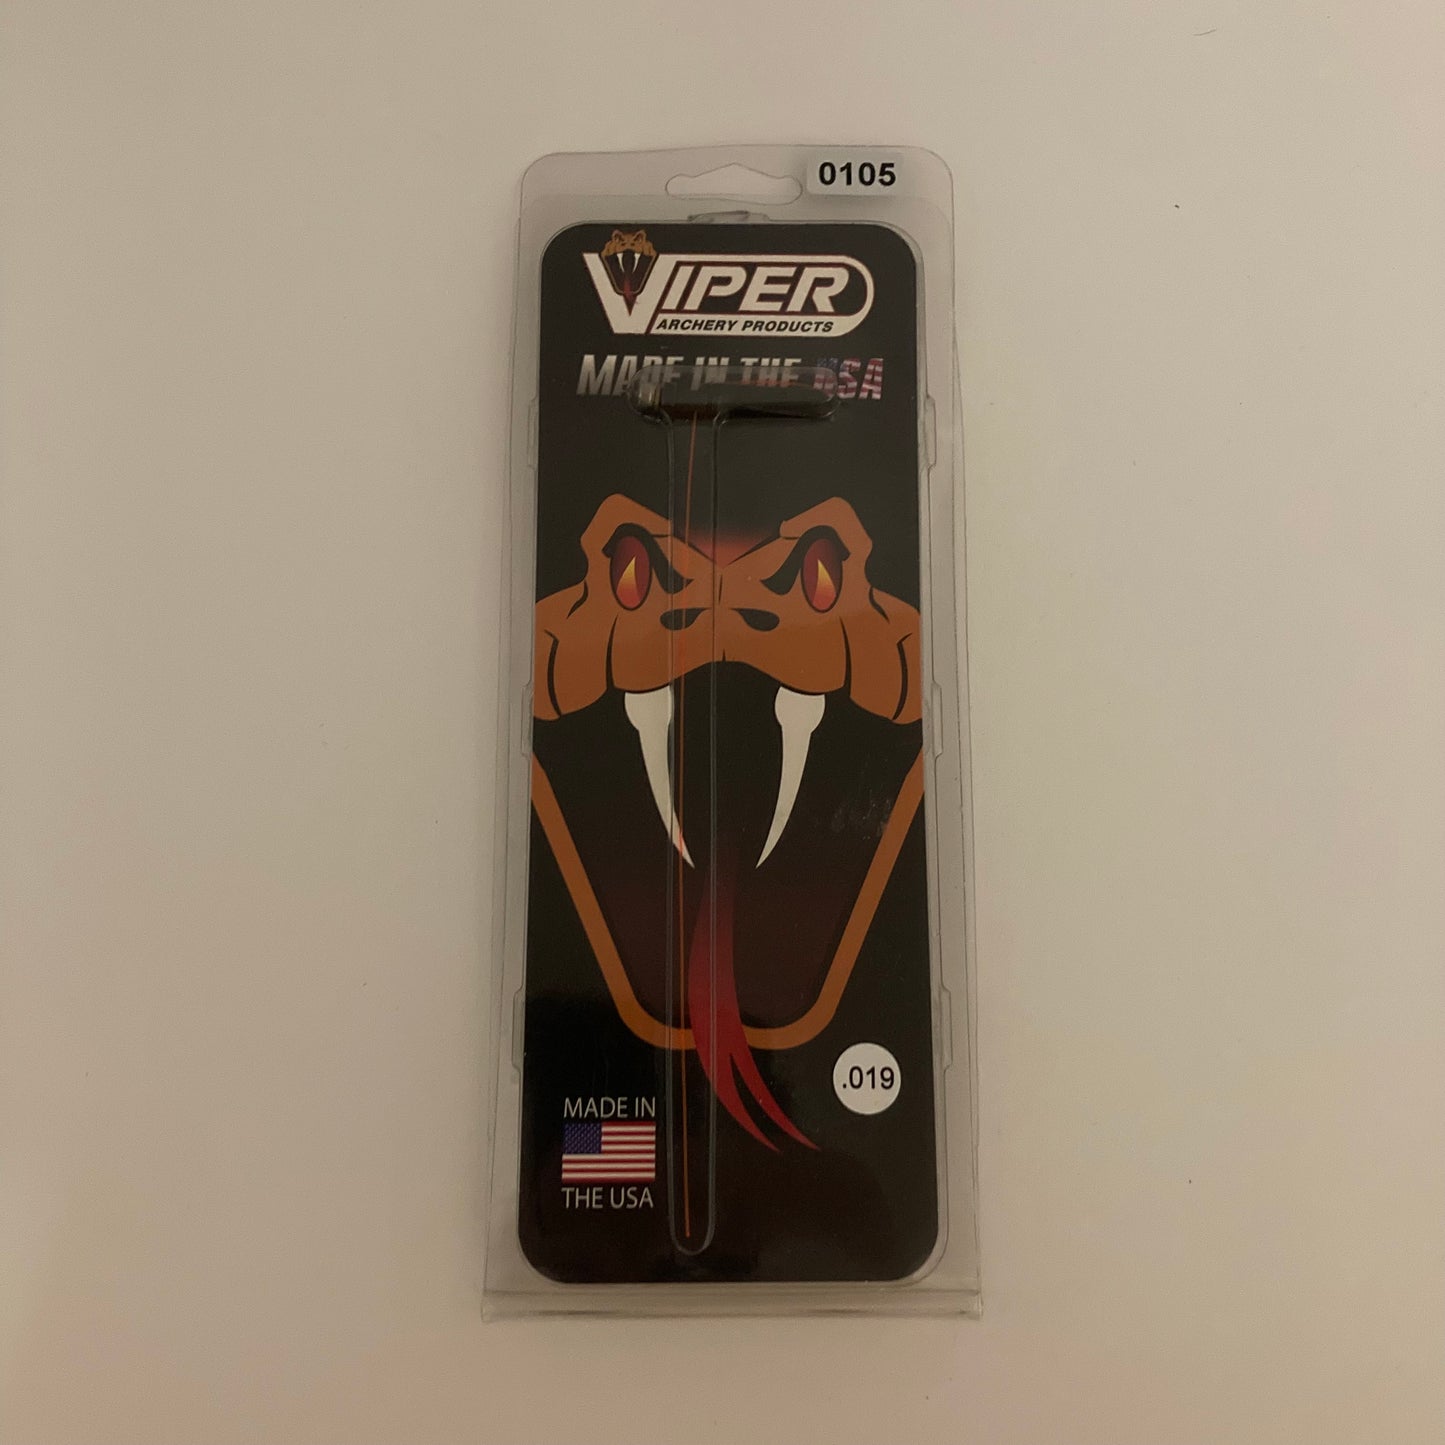 0105
VIPER
ARCHERY PRODUCTS
MADE IN THE USA
.019
MADE IN
THE USA